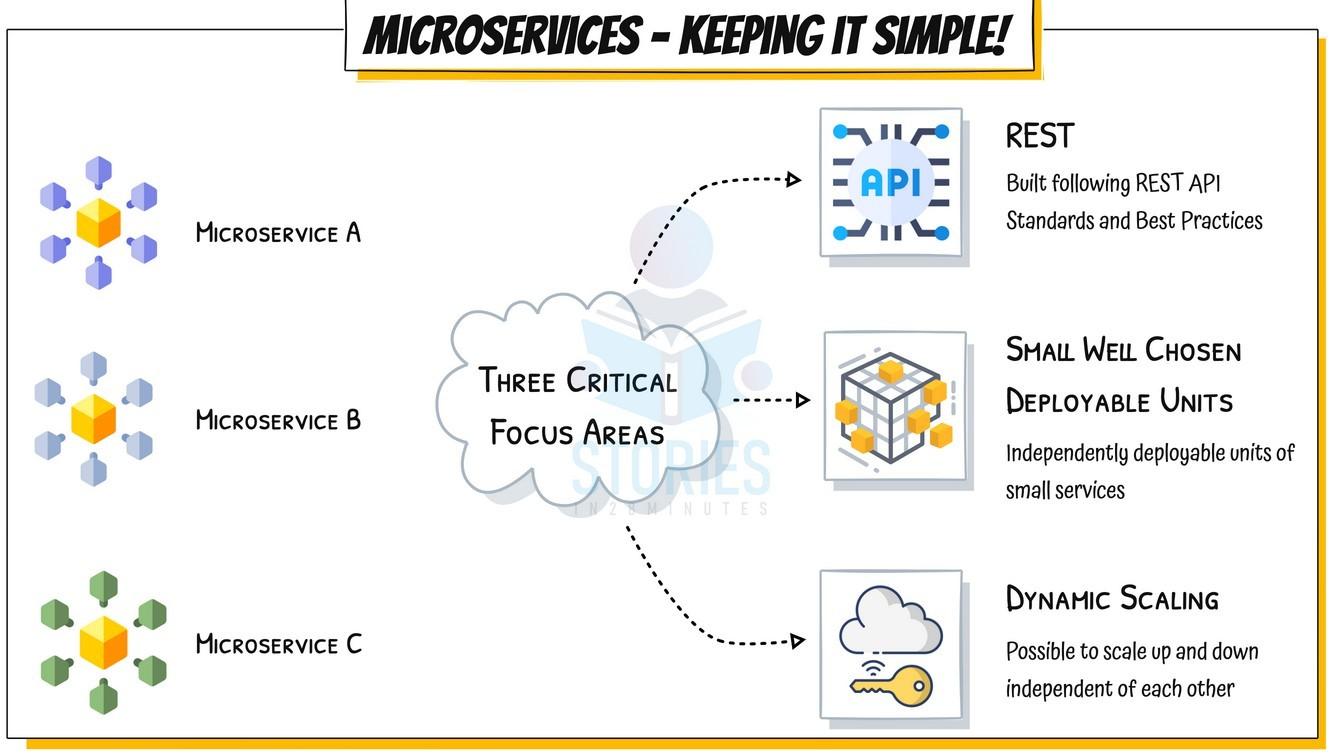 MICROSERVICES - KEEPING IT SIMPLE!
MICROSERVICE A
MICROSERVICE B
MICROSERVICE C
THREE CRITICAL
FOCUS AREAS
STORIES
IN28MINUTES
API
REST
Built following REST API
Standards and Best Practices
SMALL WELL CHOSEN
DEPLOYABLE UNITS
Independently deployable units of
small services
DYNAMIC SCALING
Possible to scale up and down
independent of each other